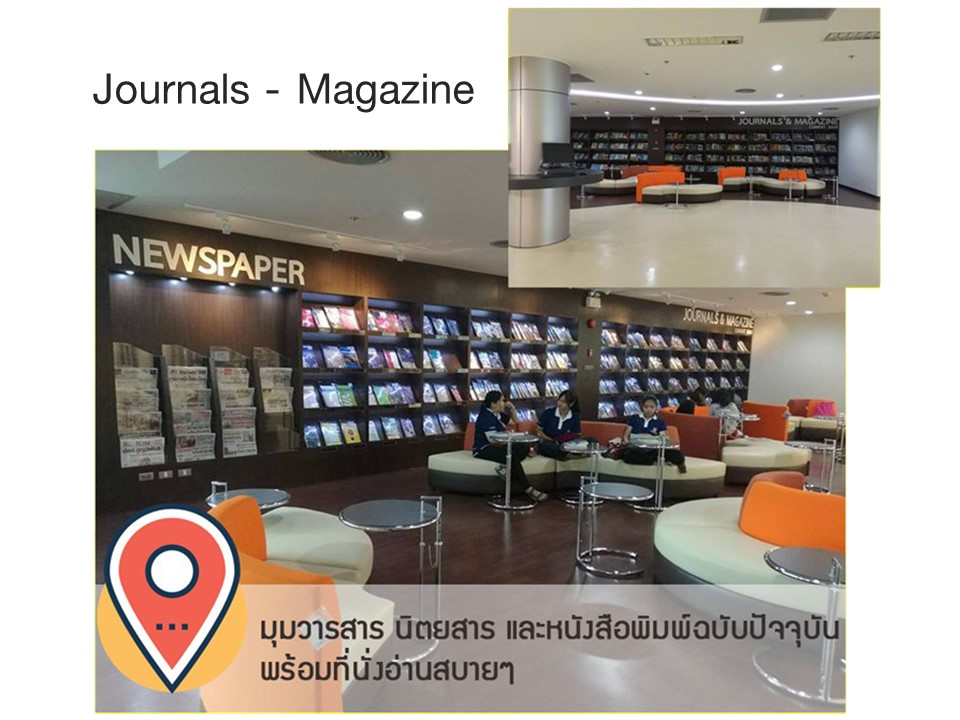 Journals - Magazine
JOURNALS & MAGAZINE
NEWSPAPER
JOURNALS & MAGAZINE
มุมวารสาร นิตยสาร และหนังสือพิมพ์ฉบับปัจจุบัน
พร้อมที่นั่งอ่านสบายๆ